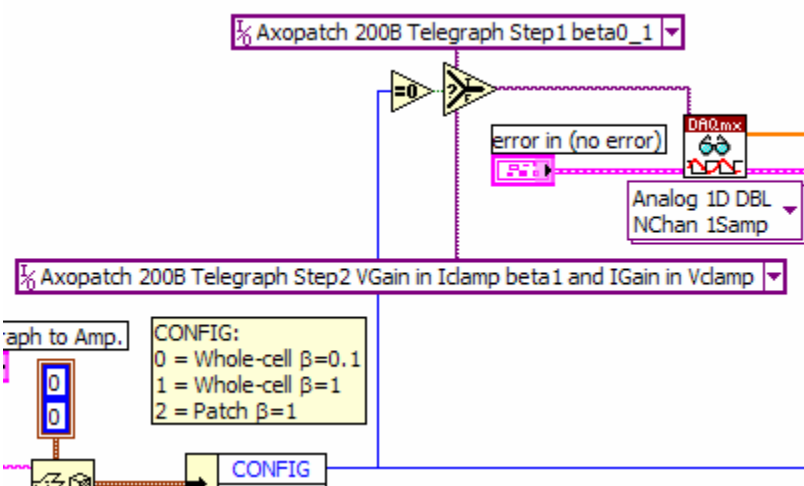 Axopatch 200B Telegraph Step1 beta0_1
=0
?
T
F
DAQmx
error in (no error)
Analog 1D DBL
NChan 1Samp
Axopatch 200B Telegraph Step2 VGain in Iclamp beta1 and IGain in Vclamp
aph to Amp.
CONFIG:
0 = Whole-cell β=0.1
1 = Whole-cell β=1
2 = Patch β=1
0
0
CONFIG